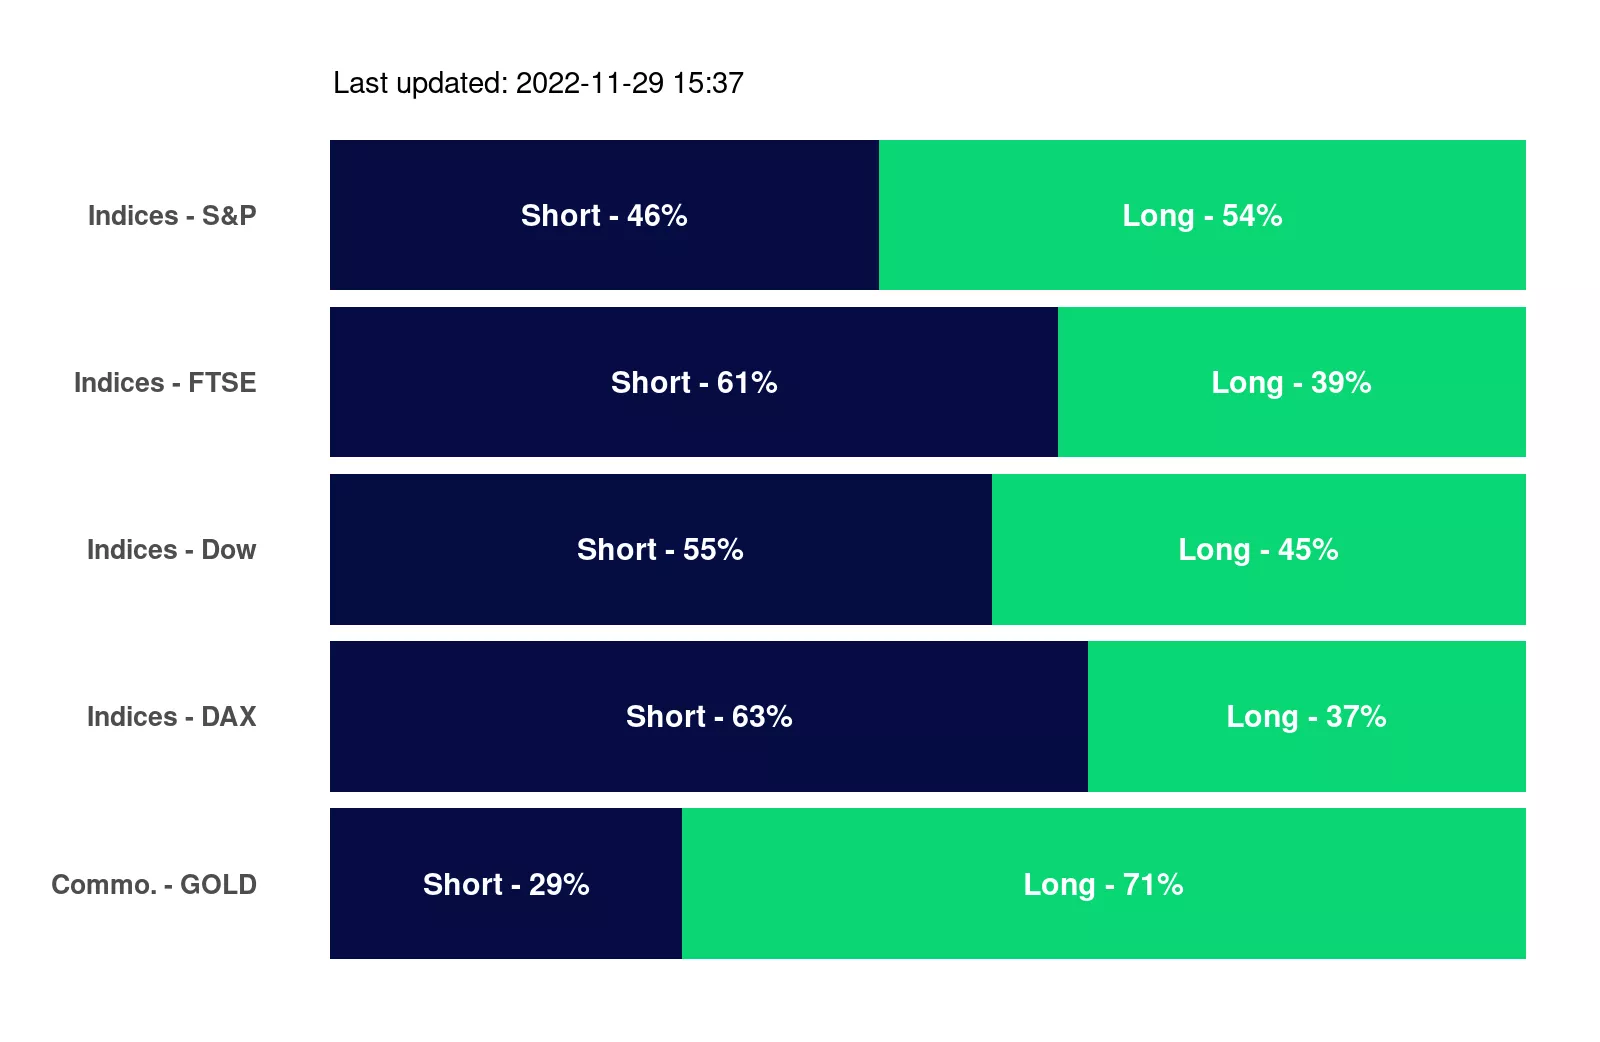 Last updated: 2022-11-29 15:37
Indices - S&P Short - 46% Long - 54%
Indices - FTSE Short - 61% Long - 39%
Indices - Dow Short - 55% Long - 45%
Indices - DAX Short - 63% Long - 37%
Commo. - GOLD Short - 29% Long - 71%